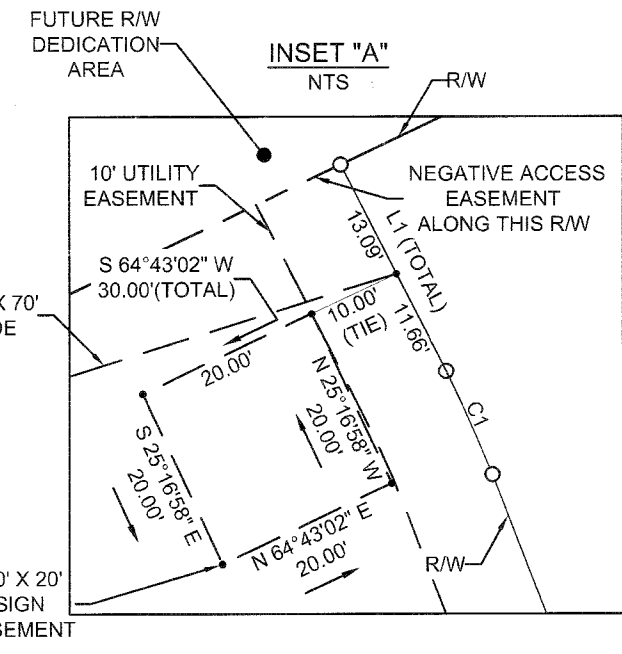 FUTURE R/W
DEDICATION
AREA
INSET "A"
NTS
R/W
10' UTILITY
EASEMENT
NEGATIVE ACCESS
EASEMENT
ALONG THIS R/W
13.09'
L1 (TOTAL)
S 64°43'02" W
30.00'(TOTAL)
X 70'
DE
10.00'
(TIE)
11.66'
20.00'
N 25°16'58" W
20.00'
C1
S 25°16'58" E
20.00'
N 64°43'02" E
20.00'
R/W
0' X 20'
SIGN
SEMENT